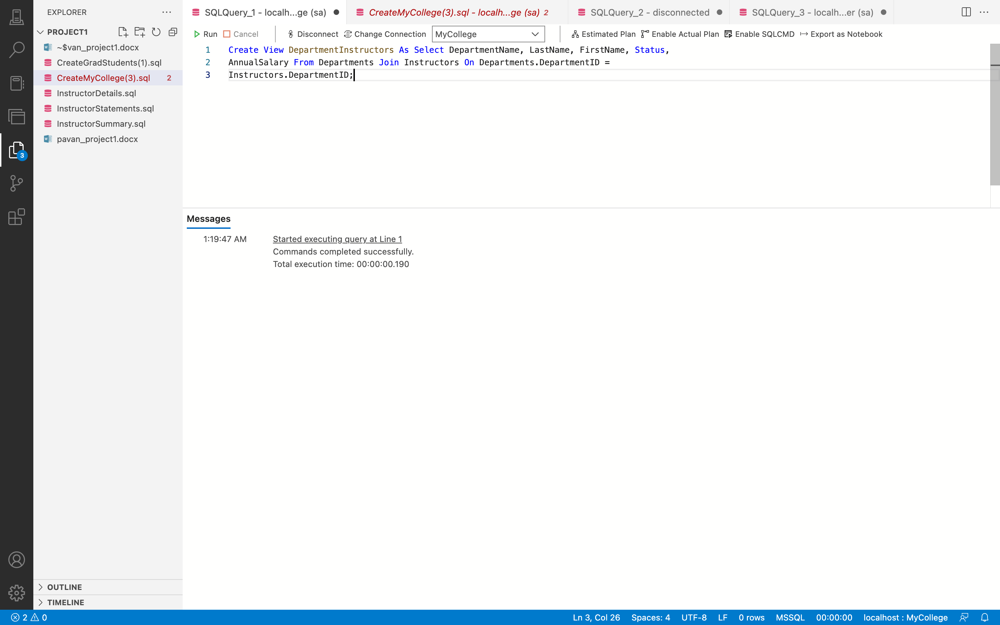 EXPLORER
PROJECT1
~$van_project1.docx
CreateGradStudents(1).sql
CreateMyCollege(3).sql 2
InstructorDetails.sql
InstructorStatements.sql
InstructorSummary.sql
pavan_project1.docx
3
OUTLINE
TIMELINE
SQLQuery_1 - localh...ge (sa)
CreateMyCollege(3).sql - localh...ge (sa) 2
SQLQuery_2 - disconnected
SQLQuery_3 - localh...er (sa)
Run Cancel Disconnect Change Connection MyCollege Estimated Plan Enable Actual Plan Enable SQLCMD Export as Notebook
1 Create View DepartmentInstructors As Select DepartmentName, LastName, FirstName, Status,
2 AnnualSalary From Departments Join Instructors On Departments.DepartmentID =
3 Instructors.DepartmentID;
Messages
1:19:47 AM Started executing query at Line 1
Commands completed successfully.
Total execution time: 00:00:00.190
2 0 Ln 3, Col 26 Spaces: 4 UTF-8 LF 0 rows MSSQL 00:00:00 localhost : MyCollege